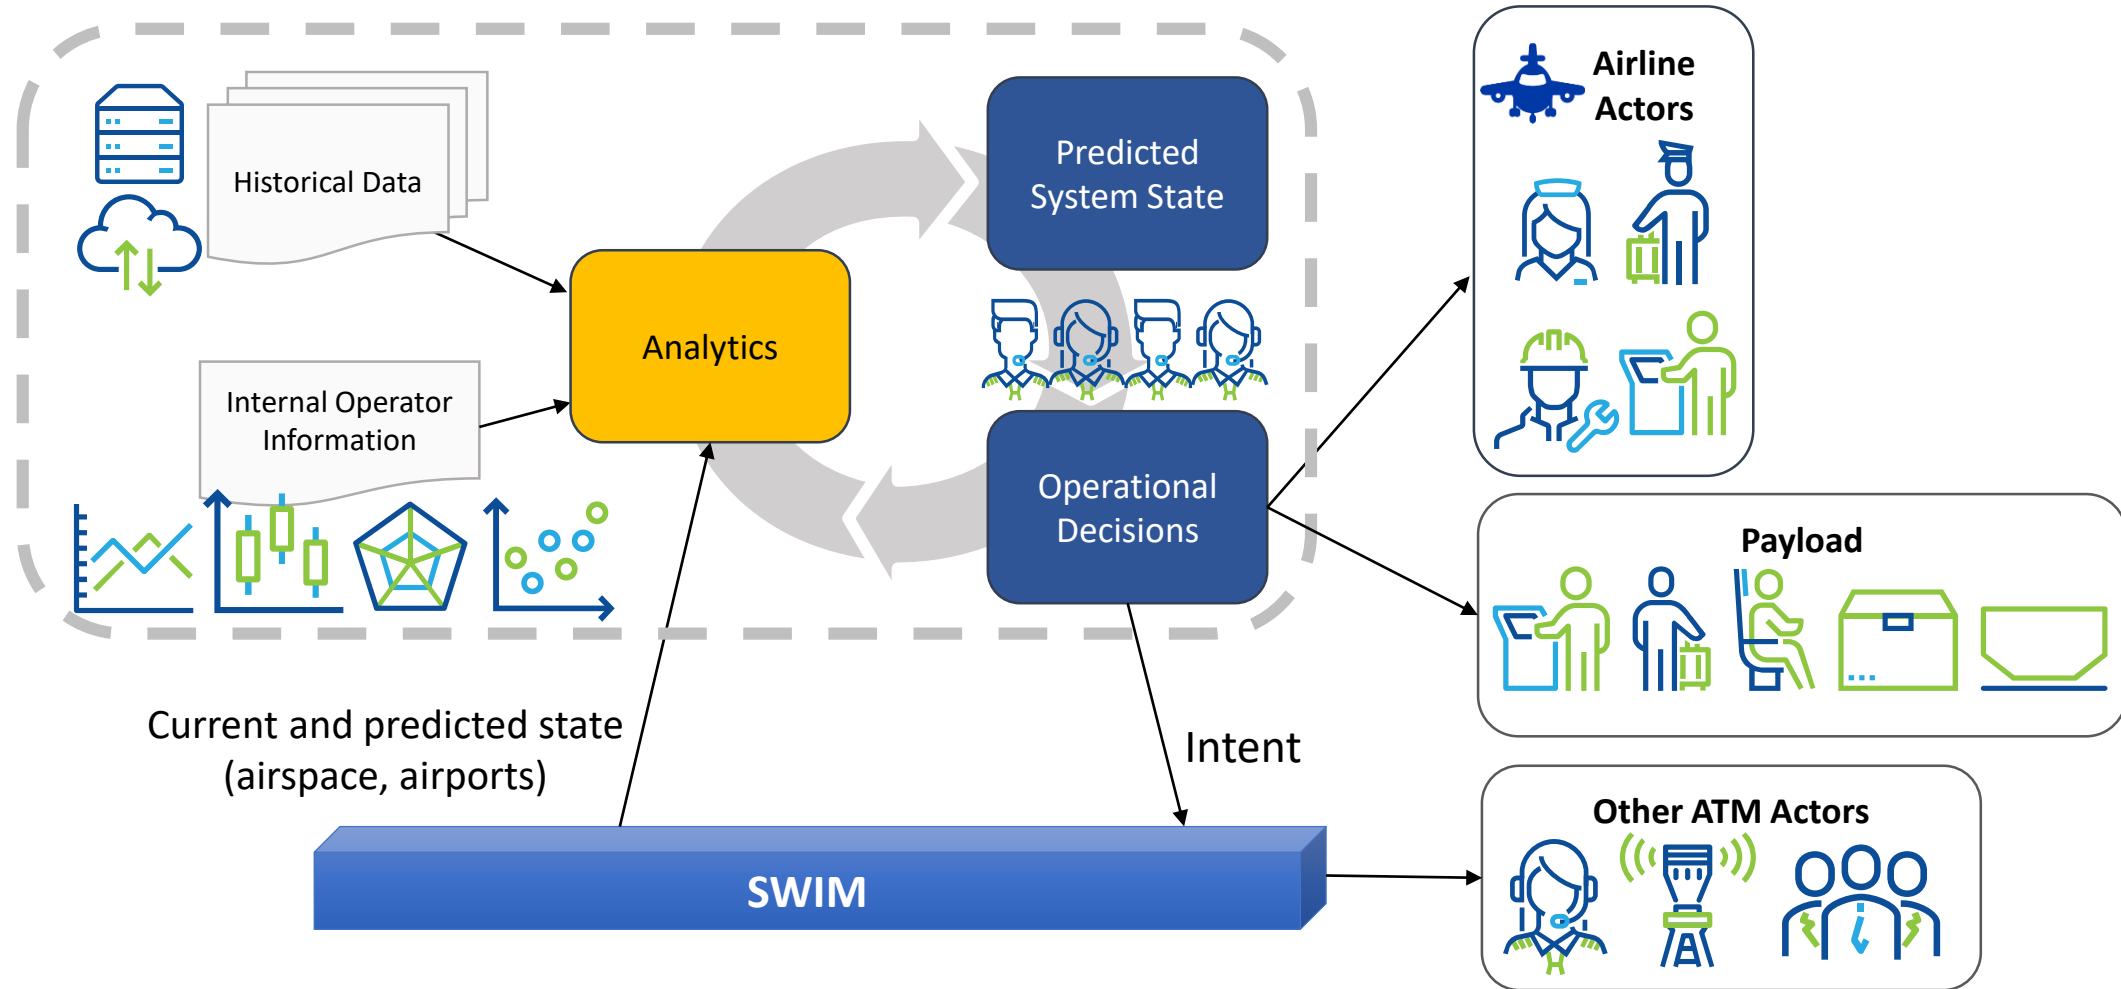 Historical Data
Internal Operator
Information
Analytics
Predicted
System State
Operational
Decisions
Airline
Actors
Payload
Current and predicted state
(airspace, airports)
Intent
Other ATM Actors
SWIM